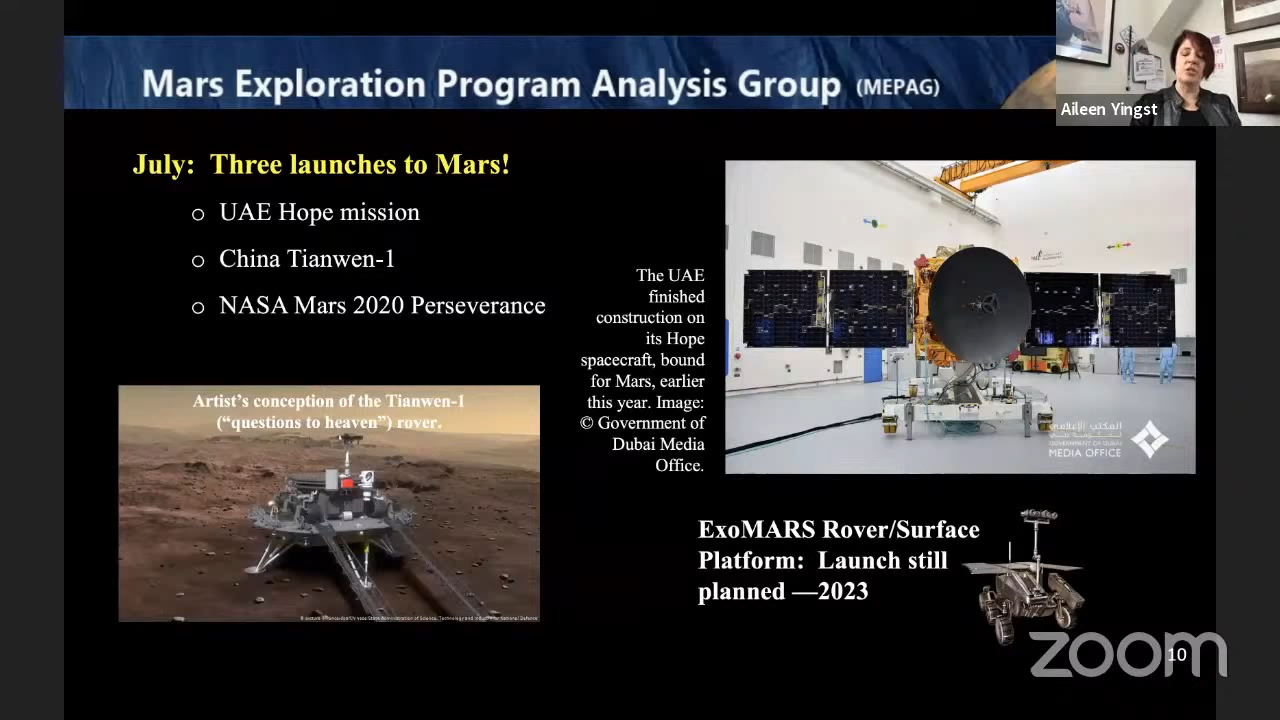 Mars Exploration Program Analysis Group (MEPAG)
Aileen Yingst
July: Three launches to Mars!
o UAE Hope mission
o China Tianwen-1
o NASA Mars 2020 Perseverance
The UAE
finished
construction on
its Hope
spacecraft, bound
for Mars, earlier
this year. Image:
© Government of
Dubai Media
Office.
المكتب الإعلامي
لحكومة دبي
GOVERNMENT OF DUBAI
MEDIA OFFICE
Artist's conception of the Tianwen-1
("questions to heaven") rover.
ExoMARS Rover/Surface
Platform: Launch still
planned —2023
zoom
10